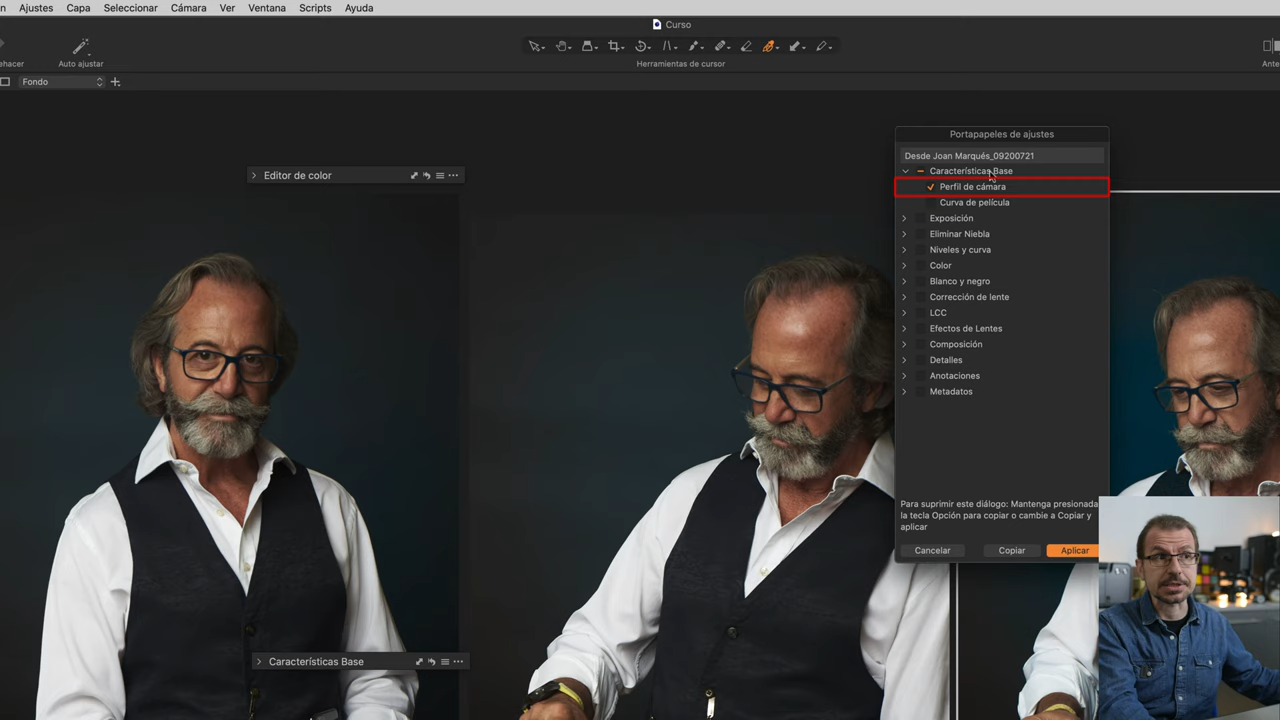 n Ajustes Capa Seleccionar Cámara Ver Ventana Scripts Ayuda
Curso
ehacer Auto ajustar Herramientas de cursor Ante
Fondo
Portapapeles de ajustes
Desde Joan Marqués_09200721
Características Base
Perfil de cámara
Curva de película
Exposición
Eliminar Niebla
Niveles y curva
Color
Blanco y negro
Corrección de lente
LCC
Efectos de Lentes
Composición
Detalles
Anotaciones
Metadatos
Para suprimir este diálogo: Mantenga presionada
la tecla Opción para copiar o cambie a Copiar y
aplicar
Cancelar Copiar Aplicar
Editor de color
Características Base